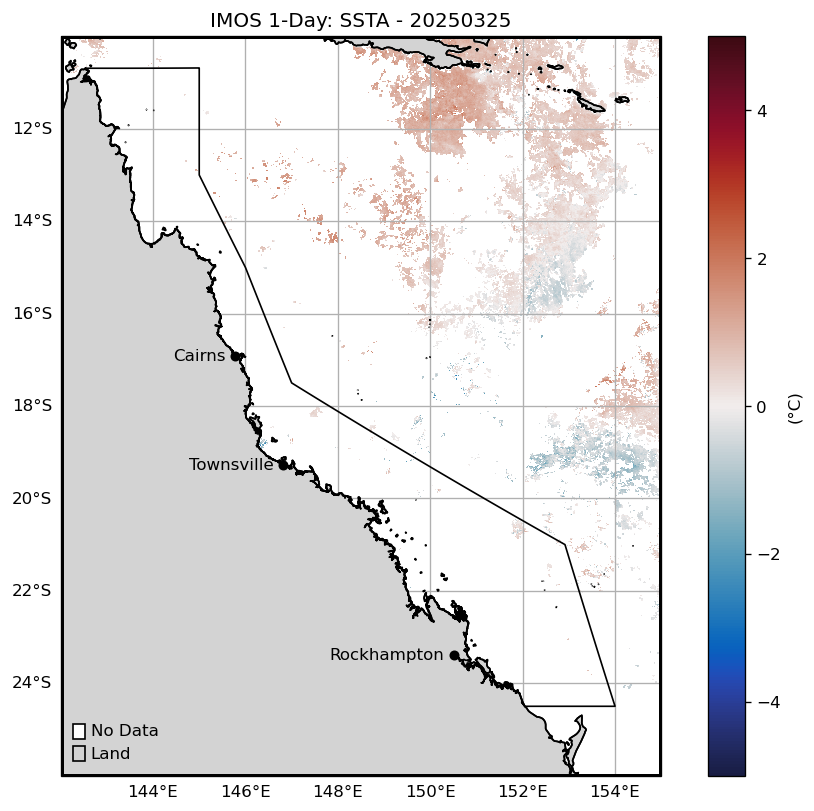 IMOS 1-Day: SSTA - 20250325
12°S
14°S
16°S
18°S
20°S
22°S
24°S
Cairns
Townsville
Rockhampton
No Data
Land
144°E
146°E
148°E
150°E
152°E
154°E
4
2
0
−2
−4
(°C)